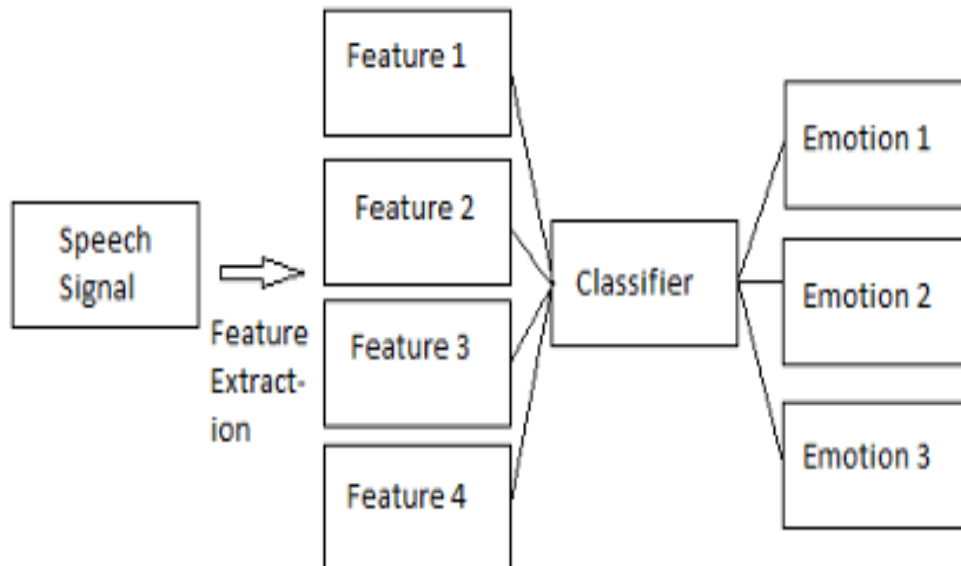 Speech
Signal
Feature
Extract-
ion
Feature 1
Feature 2
Feature 3
Feature 4
Classifier
Emotion 1
Emotion 2
Emotion 3